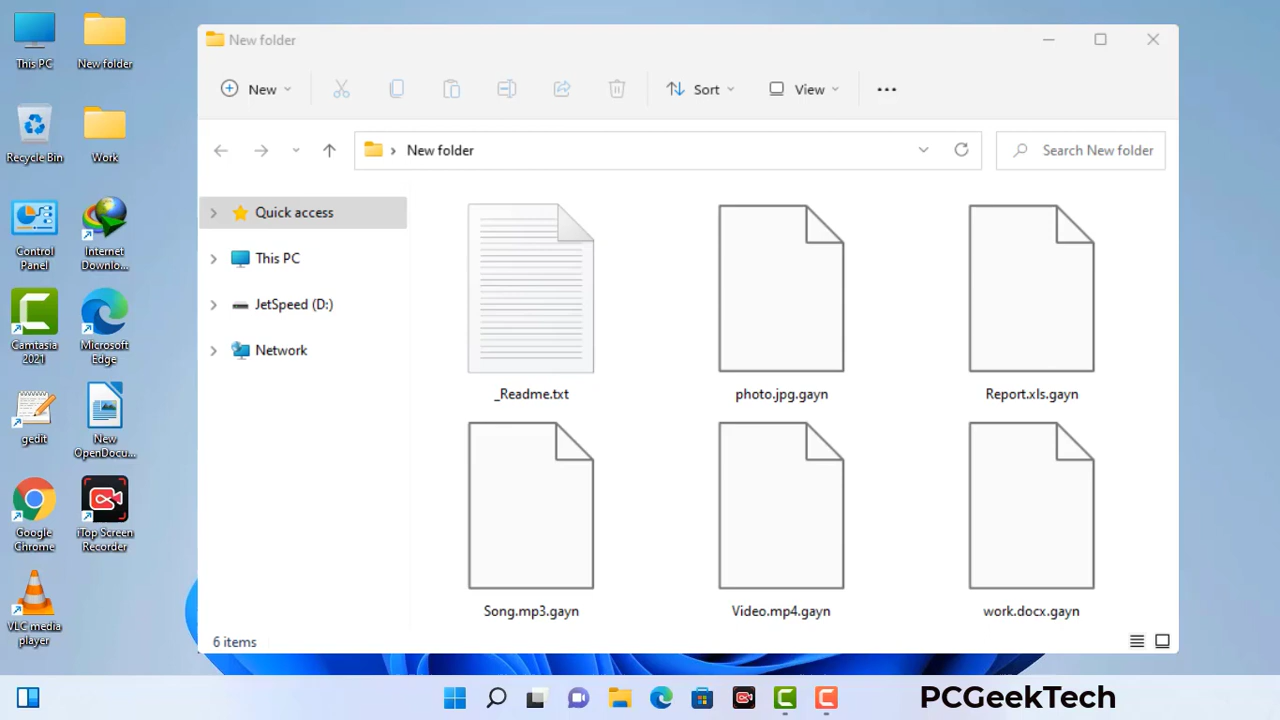 This PC
New folder
Recycle Bin
Work
Control
Panel
Internet
Downlo...
Camtasia
2021
Microsoft
Edge
gedit
New
OpenDocu...
Google
Chrome
iTop Screen
Recorder
VLC media
player
New folder
New
Sort
View
New folder
Search New folder
Quick access
This PC
JetSpeed (D:)
Network
_Readme.txt
photo.jpg.gayn
Report.xls.gayn
Song.mp3.gayn
Video.mp4.gayn
work.docx.gayn
6 items
PCGeekTech